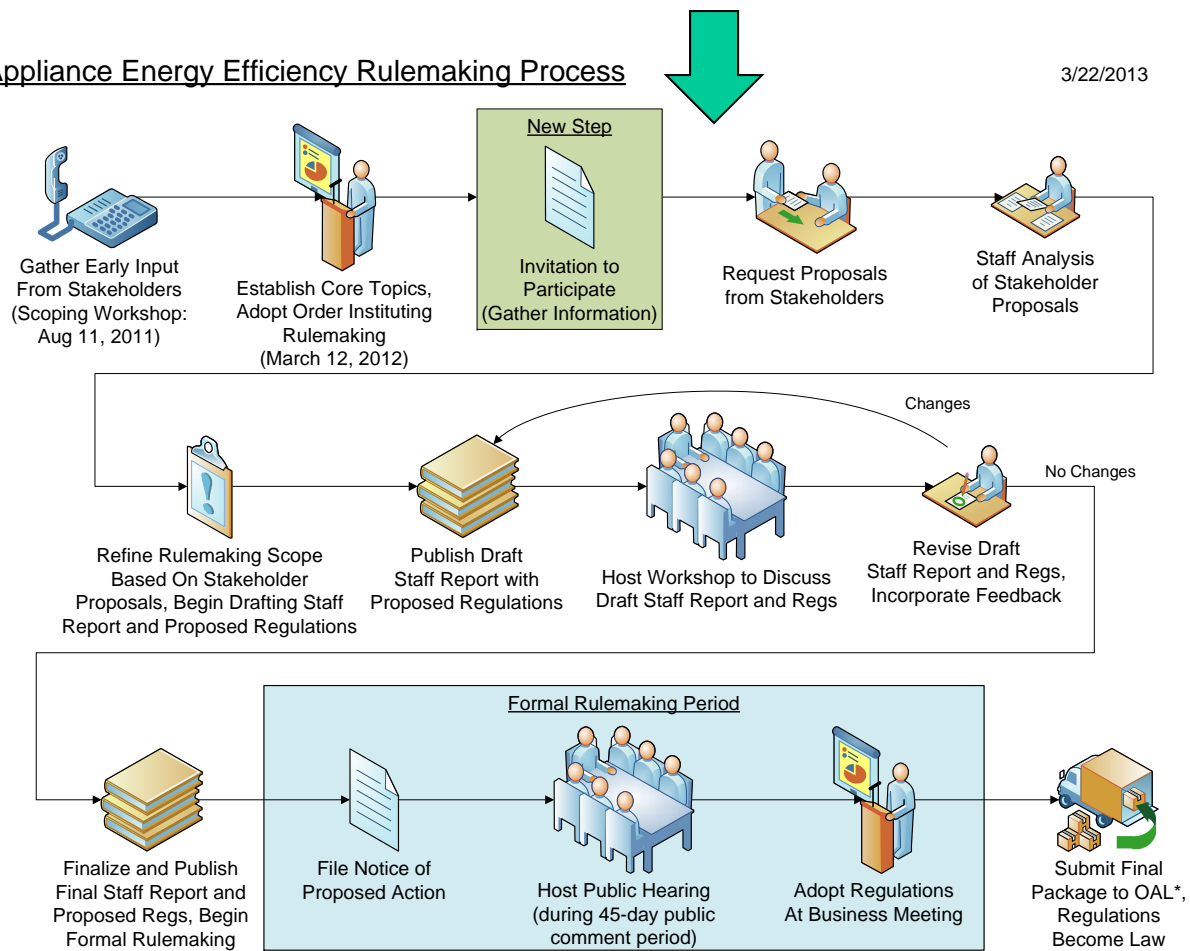 Appliance Energy Efficiency Rulemaking Process
3/22/2013
New Step
Gather Early Input
From Stakeholders
(Scoping Workshop:
Aug 11, 2011)
Establish Core Topics,
Adopt Order Instituting
Rulemaking
(March 12, 2012)
Invitation to
Participate
(Gather Information)
Request Proposals
from Stakeholders
Staff Analysis
of Stakeholder
Proposals
Changes
No Changes
Refine Rulemaking Scope
Based On Stakeholder
Proposals, Begin Drafting Staff
Report and Proposed Regulations
Publish Draft
Staff Report with
Proposed Regulations
Host Workshop to Discuss
Draft Staff Report and Regs
Revise Draft
Staff Report and Regs,
Incorporate Feedback
Formal Rulemaking Period
Finalize and Publish
Final Staff Report and
Proposed Regs, Begin
Formal Rulemaking
File Notice of
Proposed Action
Host Public Hearing
(during 45-day public
comment period)
Adopt Regulations
At Business Meeting
Submit Final
Package to OAL*,
Regulations
Become Law